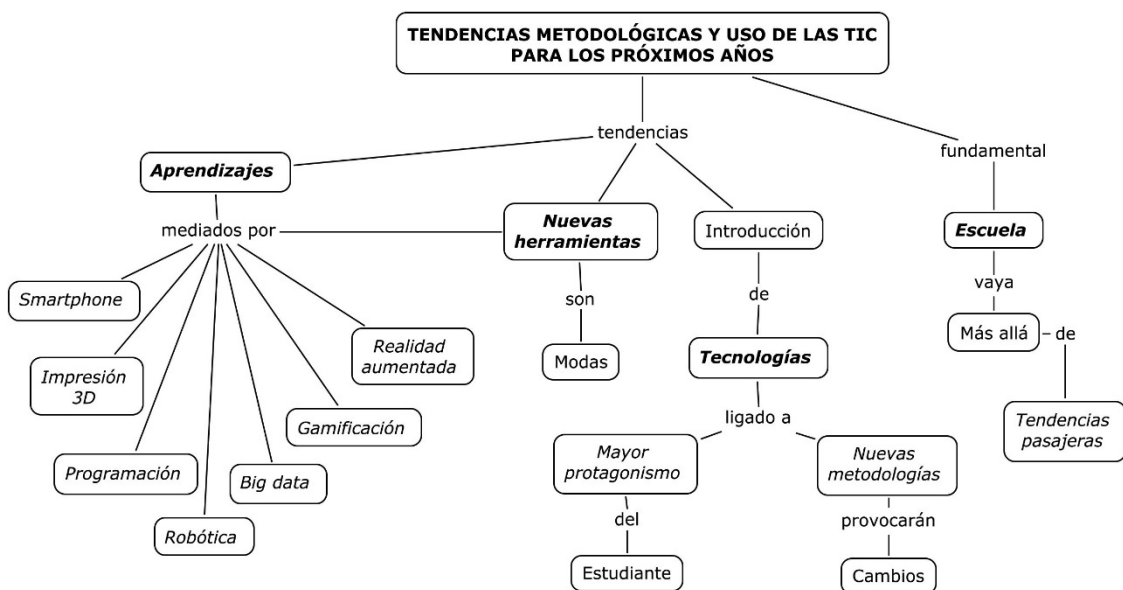 TENDENCIAS METODOLÓGICAS Y USO DE LAS TIC
PARA LOS PRÓXIMOS AÑOS
tendencias
fundamental
Aprendizajes
mediados por
Nuevas
herramientas
Introducción
Escuela
Smartphone
son
de
vaya
Impresión
3D
Realidad
aumentada
Modas
Tecnologías
Más allá
de
Gamificación
ligado a
Tendencias
pasajeras
Programación
Big data
Mayor
protagonismo
Nuevas
metodologías
Robótica
del
provocarán
Estudiante
Cambios